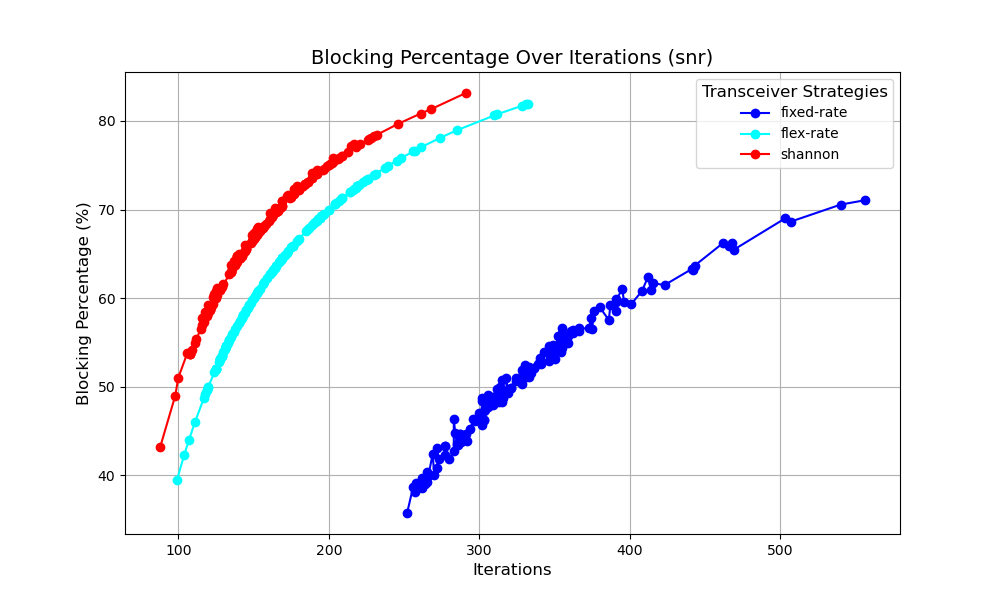 Blocking Percentage Over Iterations (snr)
Transceiver Strategies
fixed-rate
flex-rate
shannon
Blocking Percentage (%)
80
70
60
50
40
100 200 300 400 500
Iterations